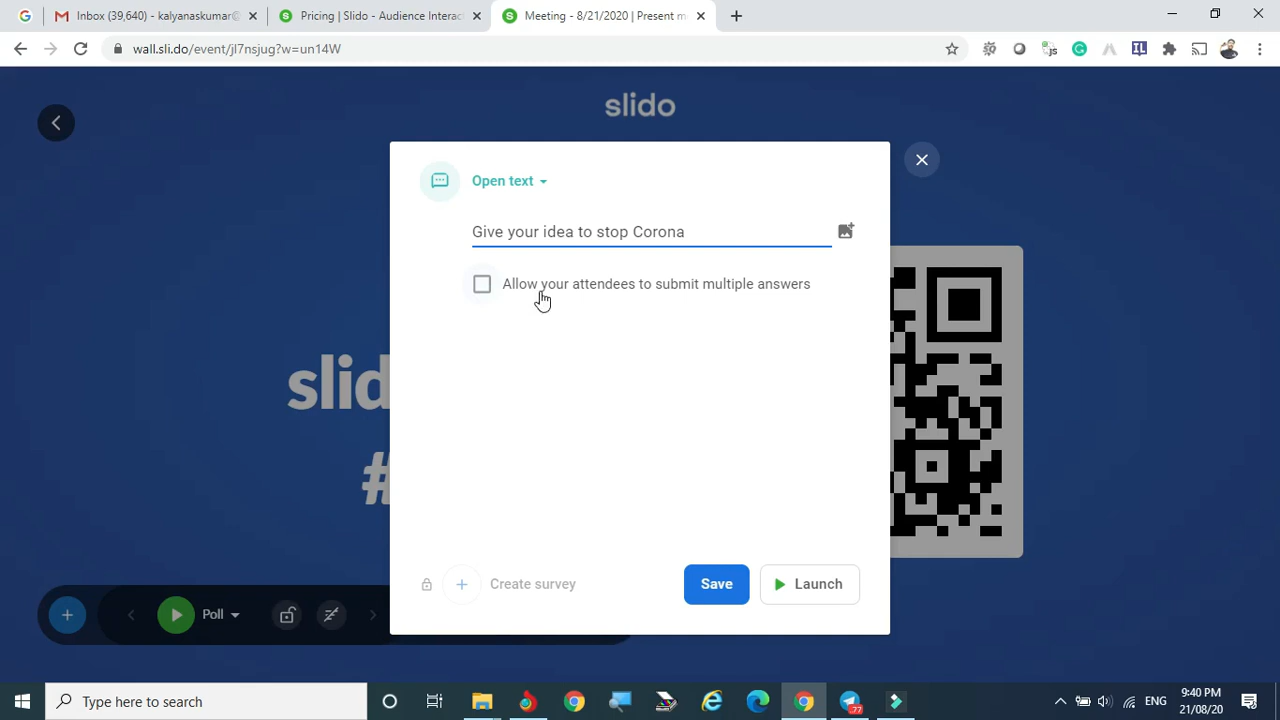 Inbox (39,640) - kalyanaskumar@
Pricing | Slido - Audience Interac
Meeting - 8/21/2020 | Present m
wall.sli.do/event/jl7nsjug?w=un14W
slido
Open text
Give your idea to stop Corona
Allow your attendees to submit multiple answers
slid
#
Create survey
Save
Launch
Poll
Type here to search
77
ENG
9:40 PM
21/08/20